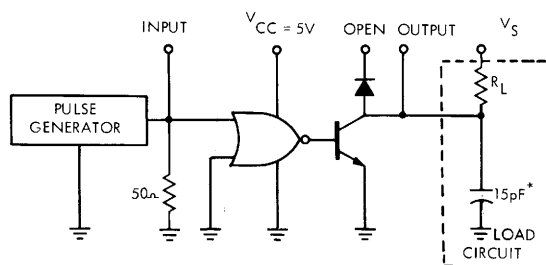 INPUT
VCC = 5V
OPEN
OUTPUT
VS
RL
PULSE
GENERATOR
50Ω
15pF*
LOAD
CIRCUIT